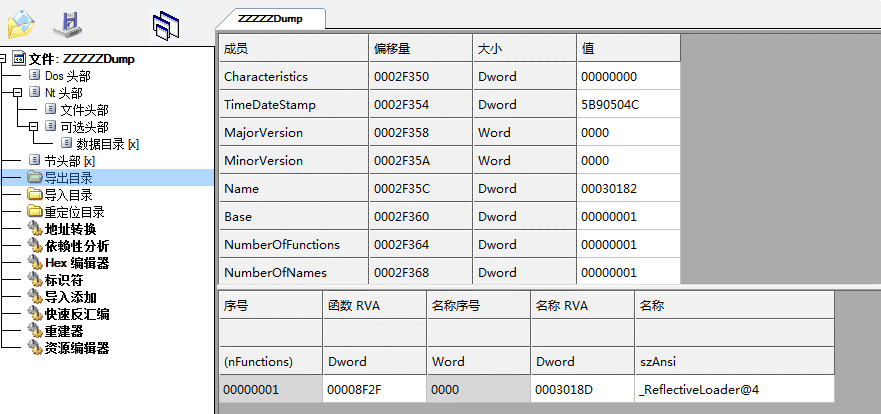 ZZZZZDump
文件: ZZZZZDump
Dos 头部
Nt 头部
文件头部
可选头部
数据目录 [x]
节头部 [x]
导出目录
导入目录
重定位目录
地址转换
依赖性分析
Hex 编辑器
标识符
导入添加
快速反汇编
重建器
资源编辑器
成员 偏移量 大小 值
Characteristics 0002F350 Dword 00000000
TimeDateStamp 0002F354 Dword 5B90504C
MajorVersion 0002F358 Word 0000
MinorVersion 0002F35A Word 0000
Name 0002F35C Dword 00030182
Base 0002F360 Dword 00000001
NumberOfFunctions 0002F364 Dword 00000001
NumberOfNames 0002F368 Dword 00000001
序号 函数 RVA 名称序号 名称 RVA 名称
(nFunctions) Dword Word Dword szAnsi
00000001 00008F2F 0000 0003018D _ReflectiveLoader@4